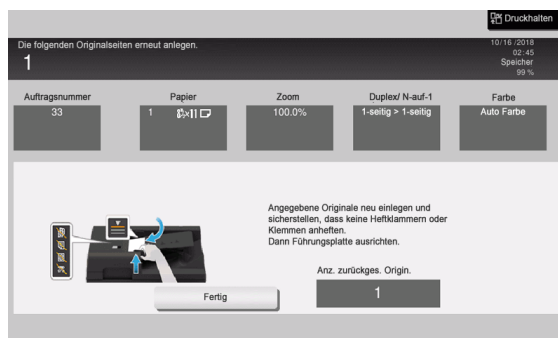 Druckhalten
Die folgenden Originalseiten erneut anlegen.
1
10/16 /2018
02:45
Speicher
99 %
Auftragsnummer
Papier
Zoom
Duplex/ N-auf-1
Farbe
33
1
100.0%
1-seitig > 1-seitig
Auto Farbe
Angegebene Originale neu einlegen und
sicherstellen, dass keine Heftklammern oder
Klemmen anheften.
Dann Führungsplatte ausrichten.
Fertig
Anz. zurückges. Origin.
1